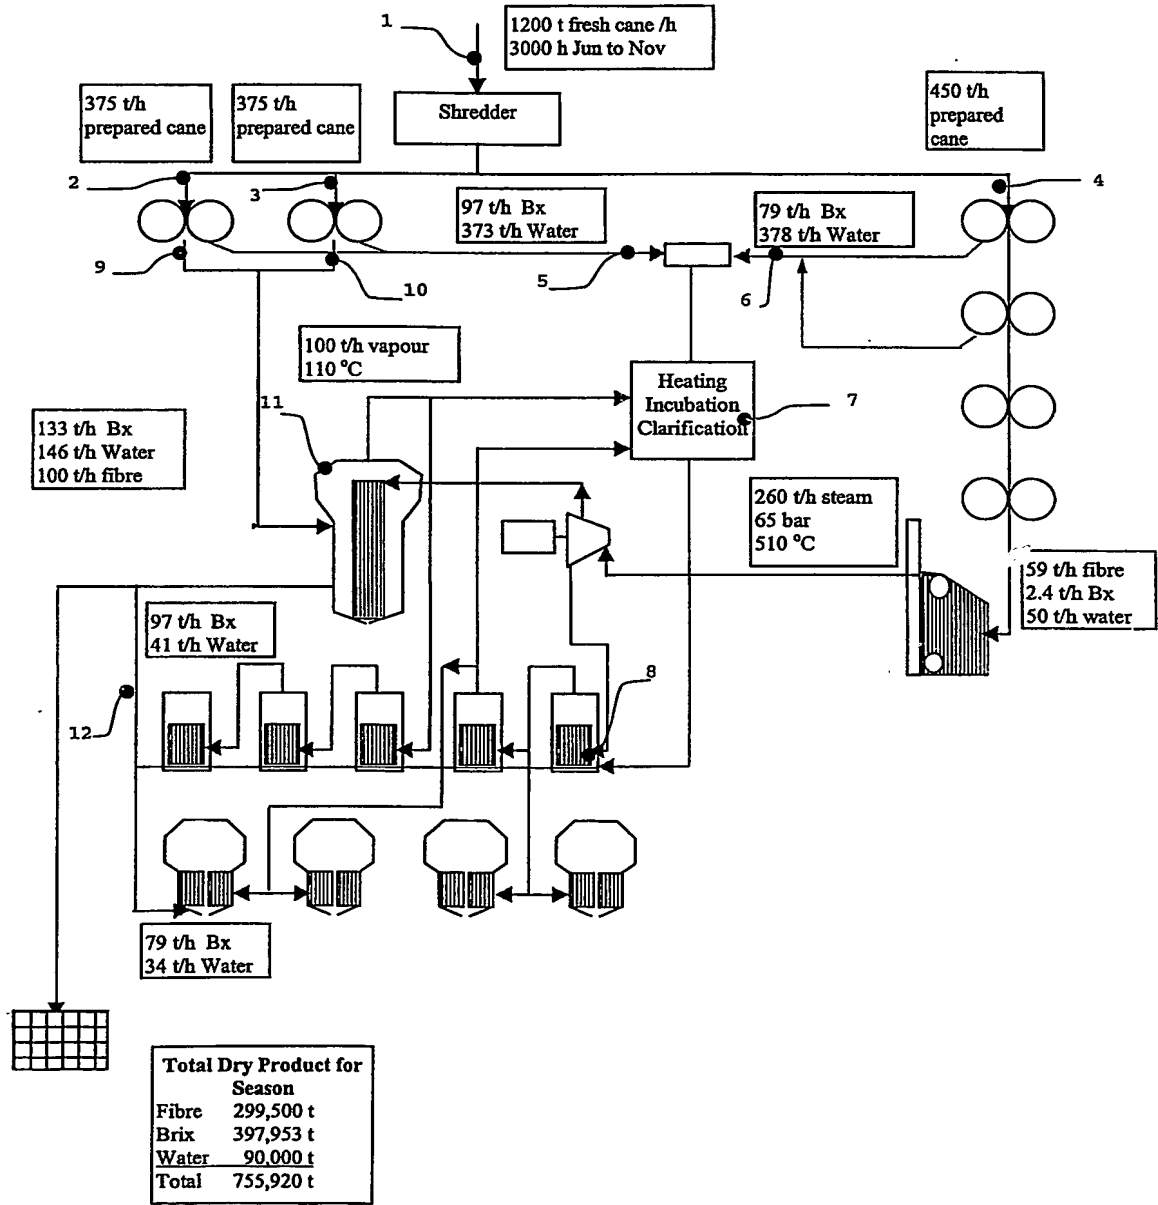 1
1200 t fresh cane /h
3000 h Jun to Nov
375 t/h
prepared cane
375 t/h
prepared cane
Shredder
450 t/h
prepared
cane
2
3
4
97 t/h Bx
373 t/h Water
79 t/h Bx
378 t/h Water
9
10
5
6
100 t/h vapour
110 °C
Heating
Incubation
Clarification
7
11
133 t/h Bx
146 t/h Water
100 t/h fibre
260 t/h steam
65 bar
510 °C
59 t/h fibre
2.4 t/h Bx
50 t/h water
97 t/h Bx
41 t/h Water
8
12
79 t/h Bx
34 t/h Water
Total Dry Product for
Season
Fibre 299,500 t
Brix 397,953 t
Water 90,000 t
Total 755,920 t